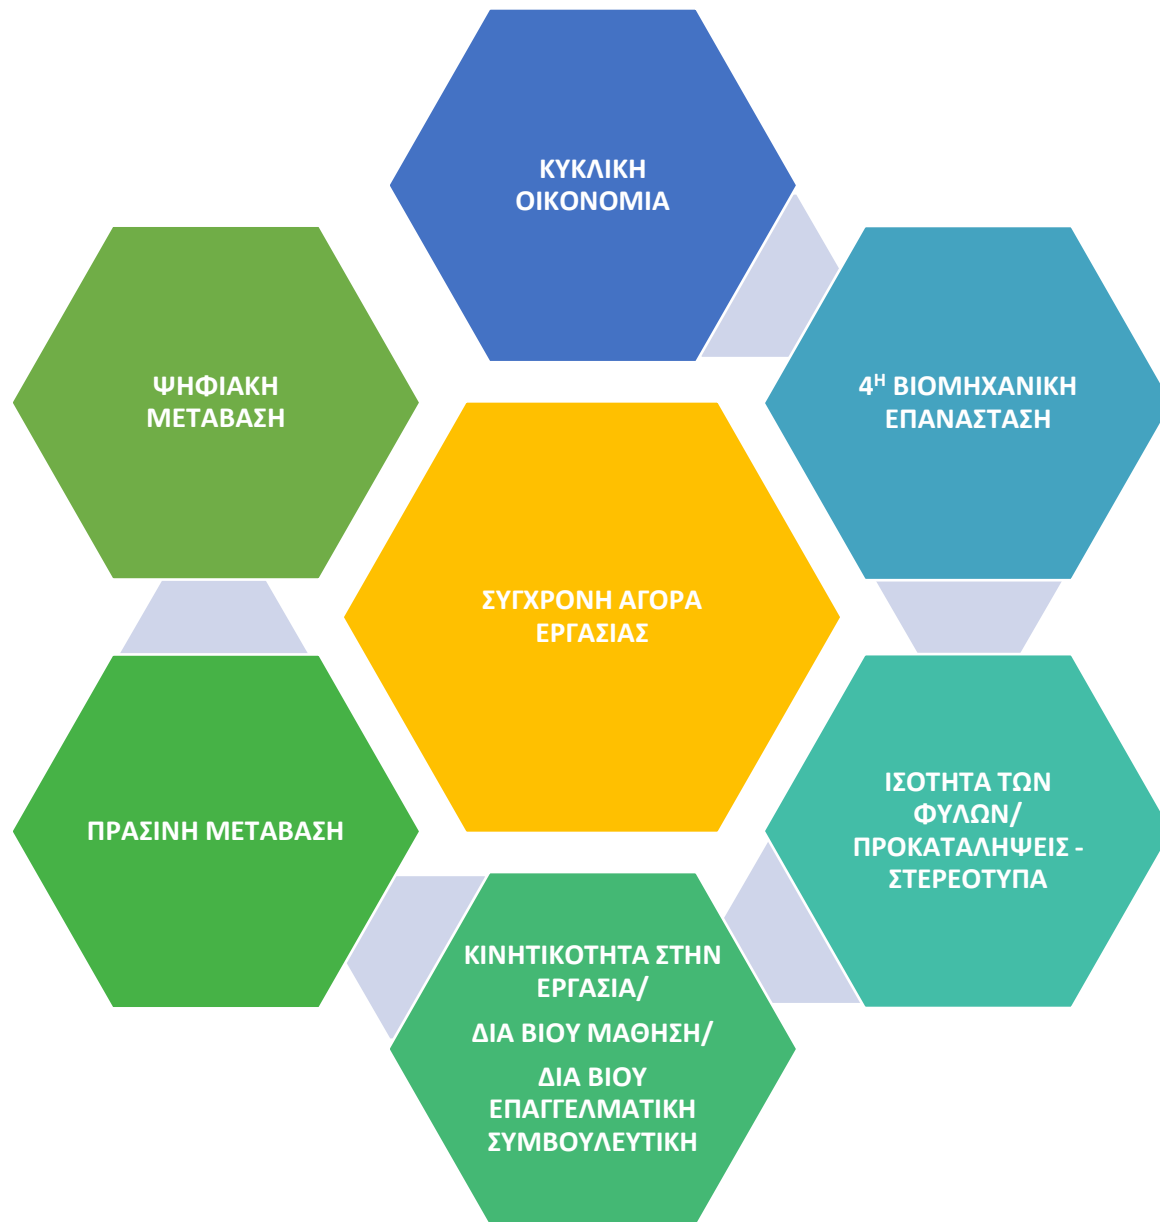 ΚΥΚΛΙΚΗ
ΟΙΚΟΝΟΜΙΑ
4Η ΒΙΟΜΗΧΑΝΙΚΗ
ΕΠΑΝΑΣΤΑΣΗ
ΙΣΟΤΗΤΑ ΤΩΝ
ΦΥΛΩΝ/
ΠΡΟΚΑΤΑΛΗΨΕΙΣ -
ΣΤΕΡΕΟΤΥΠΑ
ΚΙΝΗΤΙΚΟΤΗΤΑ ΣΤΗΝ
ΕΡΓΑΣΙΑ/
ΔΙΑ ΒΙΟΥ ΜΑΘΗΣΗ/
ΔΙΑ ΒΙΟΥ
ΕΠΑΓΓΕΛΜΑΤΙΚΗ
ΣΥΜΒΟΥΛΕΥΤΙΚΗ
ΠΡΑΣΙΝΗ ΜΕΤΑΒΑΣΗ
ΨΗΦΙΑΚΗ
ΜΕΤΑΒΑΣΗ
ΣΥΓΧΡΟΝΗ ΑΓΟΡΑ
ΕΡΓΑΣΙΑΣ